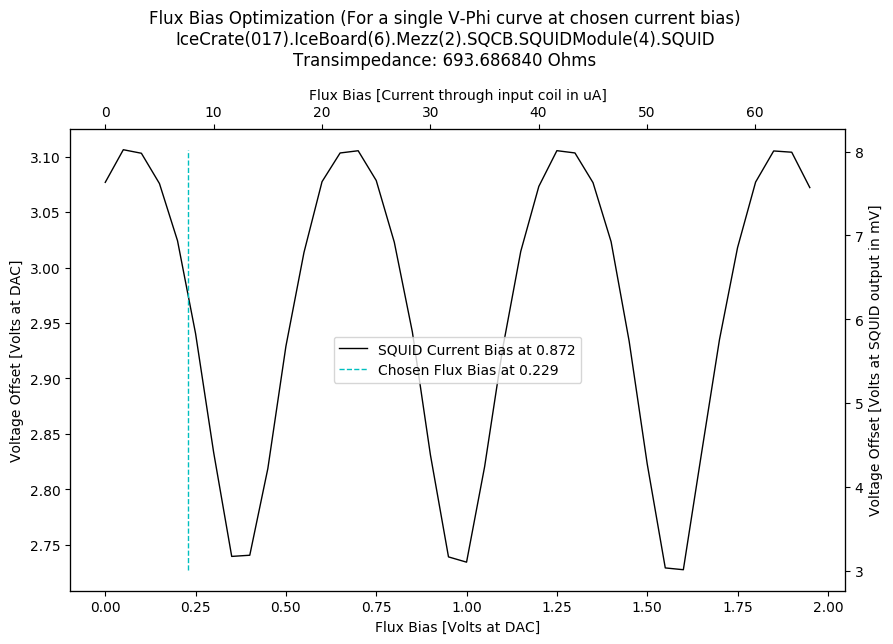 Flux Bias Optimization (For a single V-Phi curve at chosen current bias)
IceCrate(017).IceBoard(6).Mezz(2).SQCB.SQUIDModule(4).SQUID
Transimpedance: 693.686840 Ohms
Flux Bias [Current through input coil in uA]
0 10 20 30 40 50 60
Voltage Offset [Volts at DAC]
3.10
3.05
3.00
2.95
2.90
2.85
2.80
2.75
SQUID Current Bias at 0.872
Chosen Flux Bias at 0.229
8
7
6
5
4
3
Voltage Offset [Volts at SQUID output in mV]
0.00 0.25 0.50 0.75 1.00 1.25 1.50 1.75 2.00
Flux Bias [Volts at DAC]